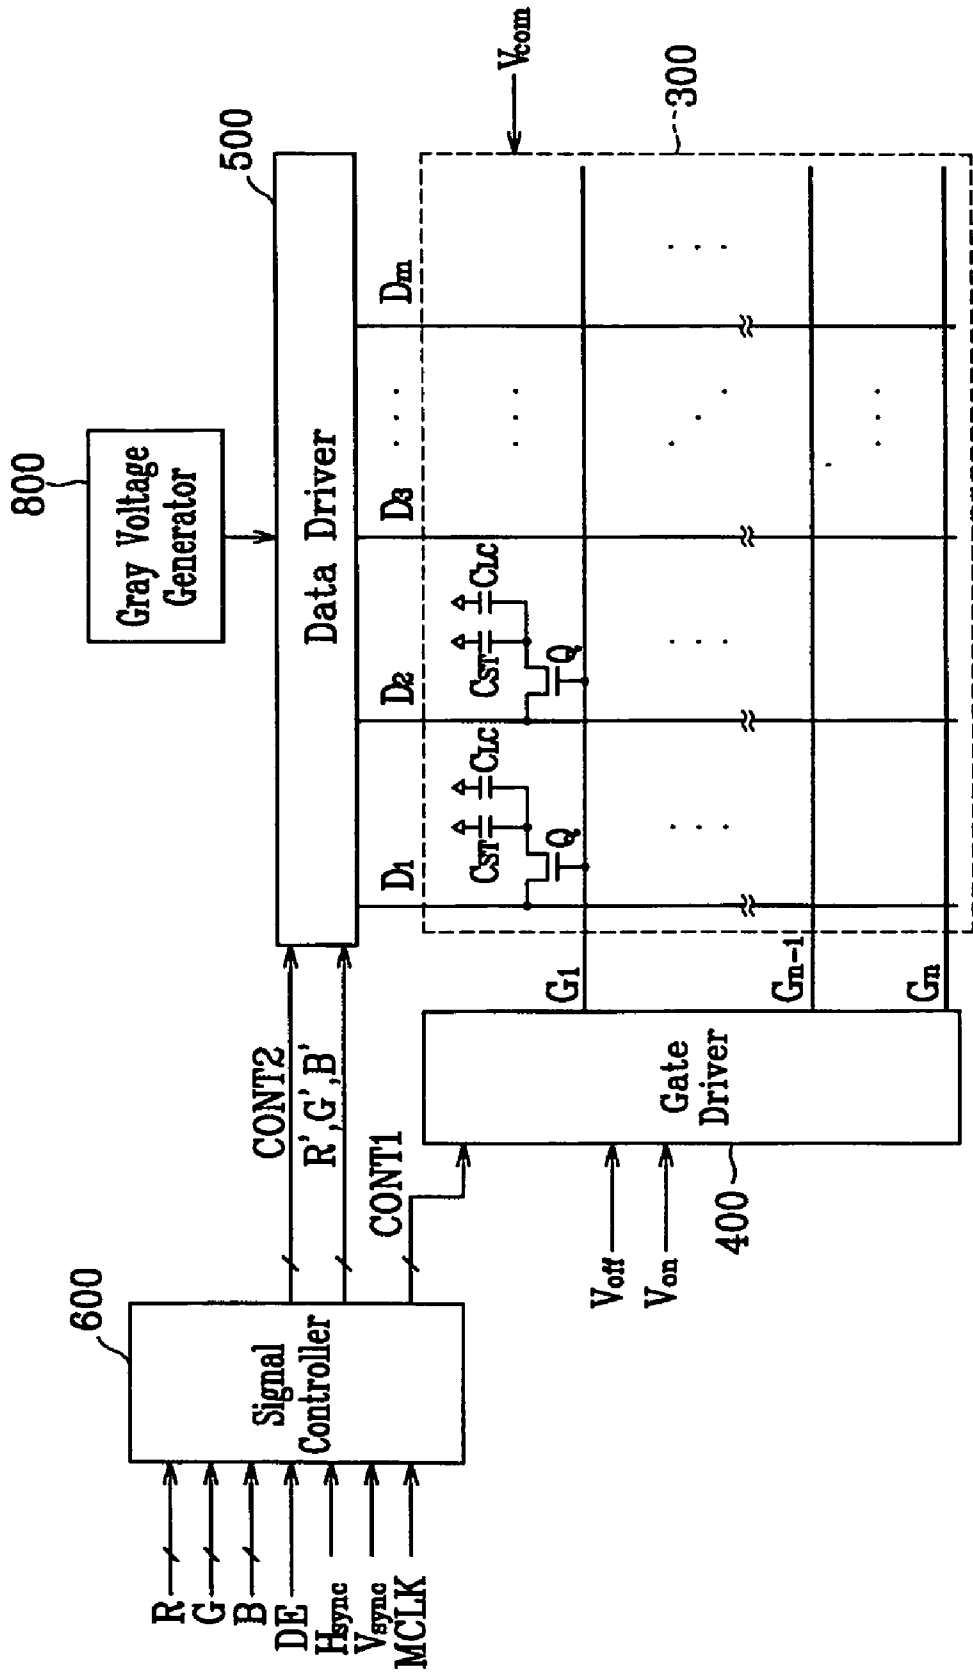 800
Gray Voltage
Generator
500
Data Driver
600
Signal
Controller
R
G
B
DE
Hsync
Vsync
MCLK
CONT2
R',G',B'
CONT1
Voff
Von
400
Gate
Driver
G1
Gn-1
Gn
D1
D2
D3
Dm
CST
CLC
Q
CST
CLC
Q
Vcom
300